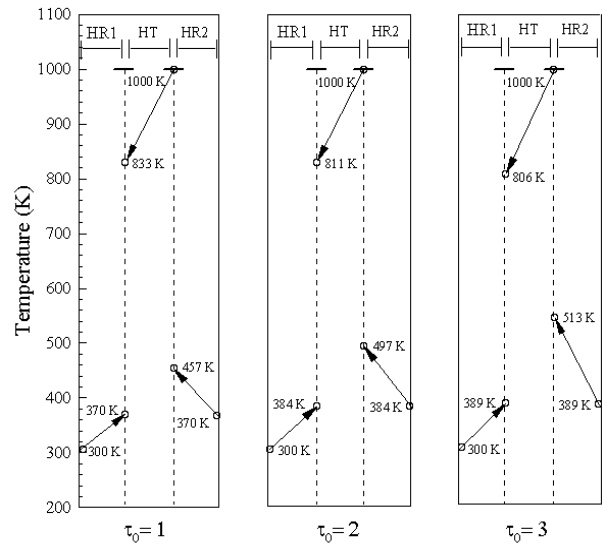 1100
1000
900
800
700
600
500
400
300
200
Temperature (K)
HR1 HT HR2
1000 K
833 K
457 K
370 K
370 K
300 K
τ₀= 1
HR1 HT HR2
1000 K
811 K
497 K
384 K
384 K
300 K
τ₀= 2
HR1 HT HR2
1000 K
806 K
513 K
389 K
389 K
300 K
τ₀= 3